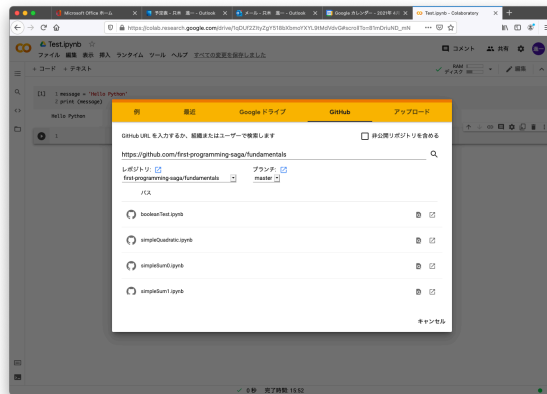 Microsoft Office ホーム
予定表 - 只木 進一 - Outlook
メール - 只木 進一 - Outlook
Google カレンダー - 2021年 4月
Test.ipynb - Colaboratory
Test.ipynb
コメント 共有
ファイル 編集 表示 挿入 ランタイム ツール ヘルプ すべての変更を保存しました
+ コード + テキスト
RAM
ディスク
編集
[1] 1 message = 'Hello Python'
2 print (message)
Hello Python
1
例 最近 Google ドライブ GitHub アップロード
GitHub URL を入力するか、組織またはユーザーで検索します 非公開リポジトリを含める
https://github.com/first-programming-saga/fundamentals
レポジトリ: ブランチ:
first-programming-saga/fundamentals master
パス
booleanTest.ipynb
simpleQuadratic.ipynb
simpleSum0.ipynb
simpleSum1.ipynb
キャンセル
✓ 0 秒 完了時間: 15:52